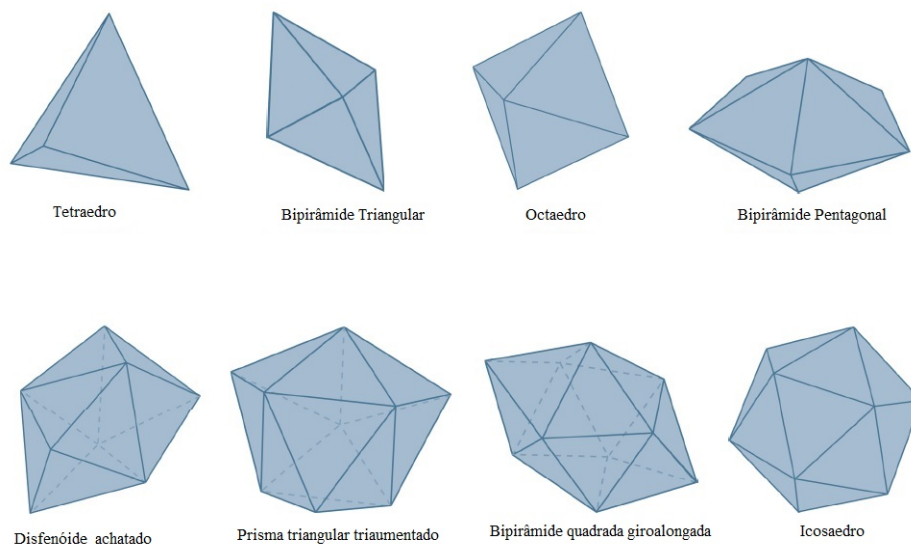 Tetraedro
Bipirâmide Triangular
Octaedro
Bipirâmide Pentagonal
Disfenóide achatado
Prisma triangular triaumentado
Bipirâmide quadrada giroalongada
Icosaedro